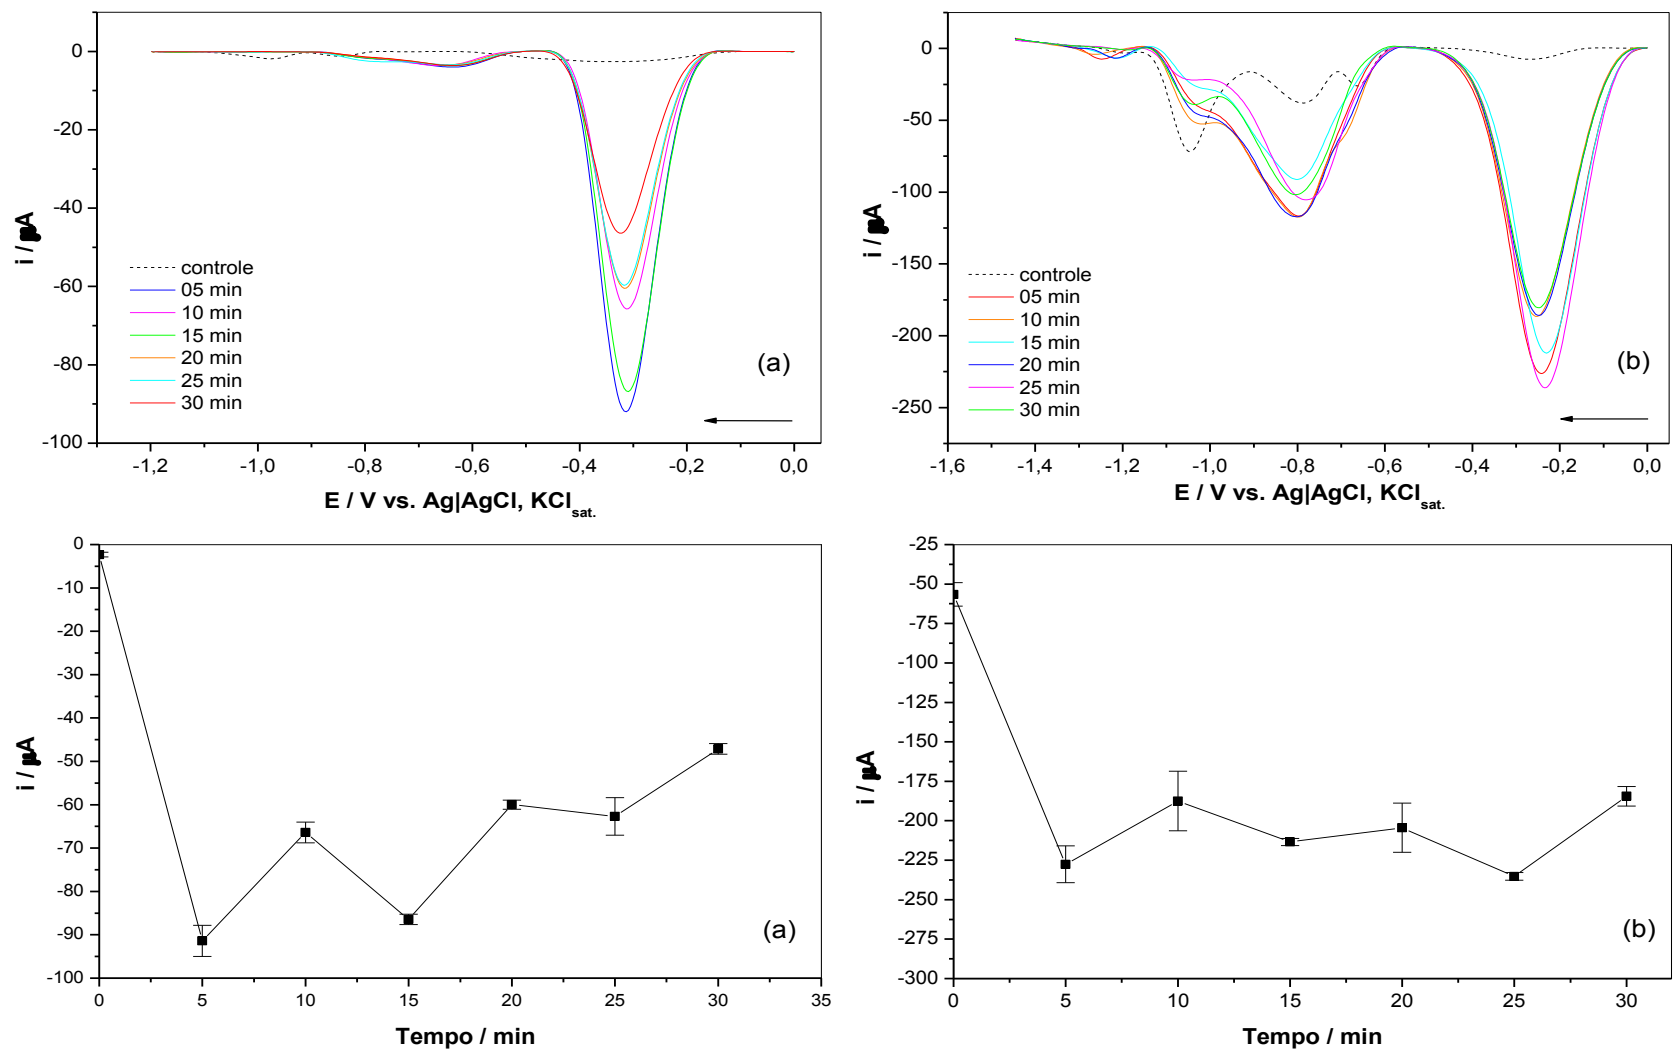 0
-20
-40
-60
-80
-100
i / µA
controle
05 min
10 min
15 min
20 min
25 min
30 min
(a)
-1,2
-1,0
-0,8
-0,6
-0,4
-0,2
0,0
E / V vs. Ag|AgCl, KCl sat.
0
-50
-100
-150
-200
-250
i / µA
controle
05 min
10 min
15 min
20 min
25 min
30 min
(b)
-1,6
-1,4
-1,2
-1,0
-0,8
-0,6
-0,4
-0,2
0,0
E / V vs. Ag|AgCl, KCl sat.
0
-10
-20
-30
-40
-50
-60
-70
-80
-90
-100
i / µA
(a)
0
5
10
15
20
25
30
35
Tempo / min
-25
-50
-75
-100
-125
-150
-175
-200
-225
-250
-275
-300
i / µA
(b)
0
5
10
15
20
25
30
Tempo / min